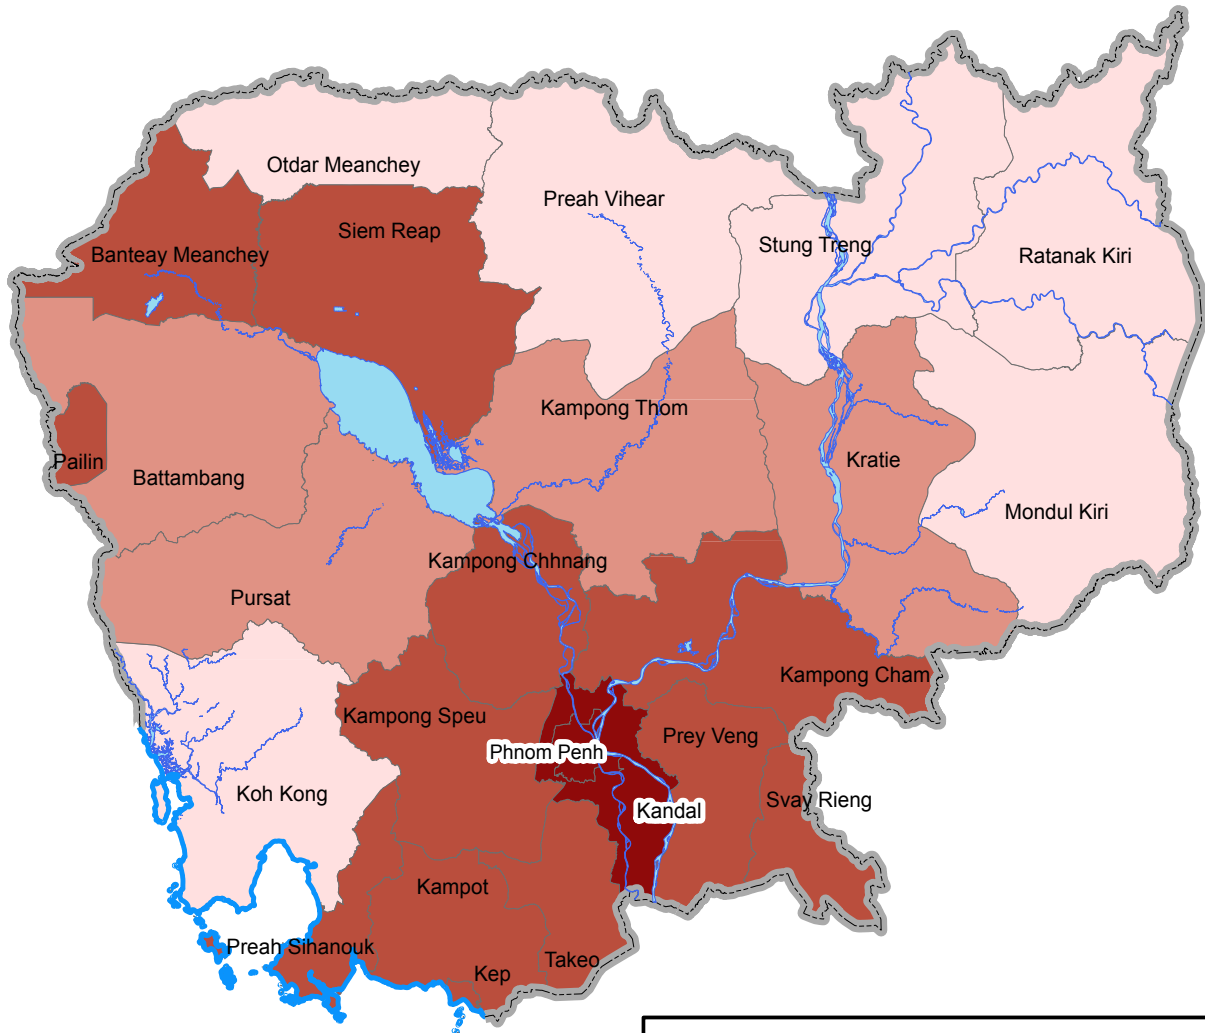 Otdar Meanchey
Preah Vihear
Siem Reap
Stung Treng
Banteay Meanchey
Ratanak Kiri
Kampong Thom
Pailin
Kratie
Battambang
Mondul Kiri
Kampong Chhnang
Pursat
Kampong Cham
Kampong Speu
Prey Veng
Phnom Penh
Koh Kong
Svay Rieng
Kandal
Kampot
Preah Sihanouk
Takeo
Kep